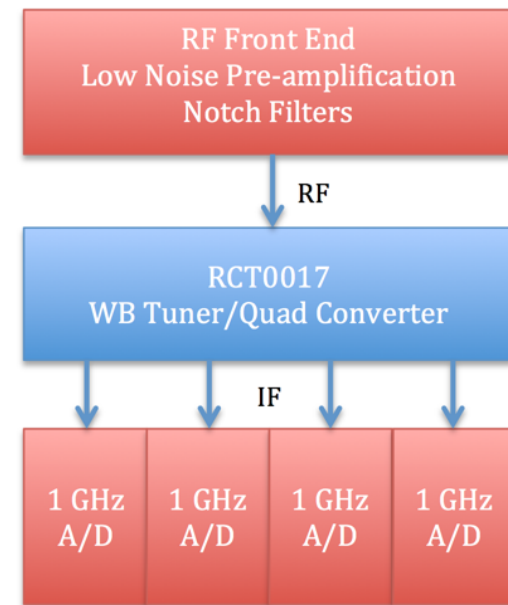 RF Front End
Low Noise Pre-amplification
Notch Filters
RF
RCT0017
WB Tuner/Quad Converter
IF
1 GHz
A/D
1 GHz
A/D
1 GHz
A/D
1 GHz
A/D